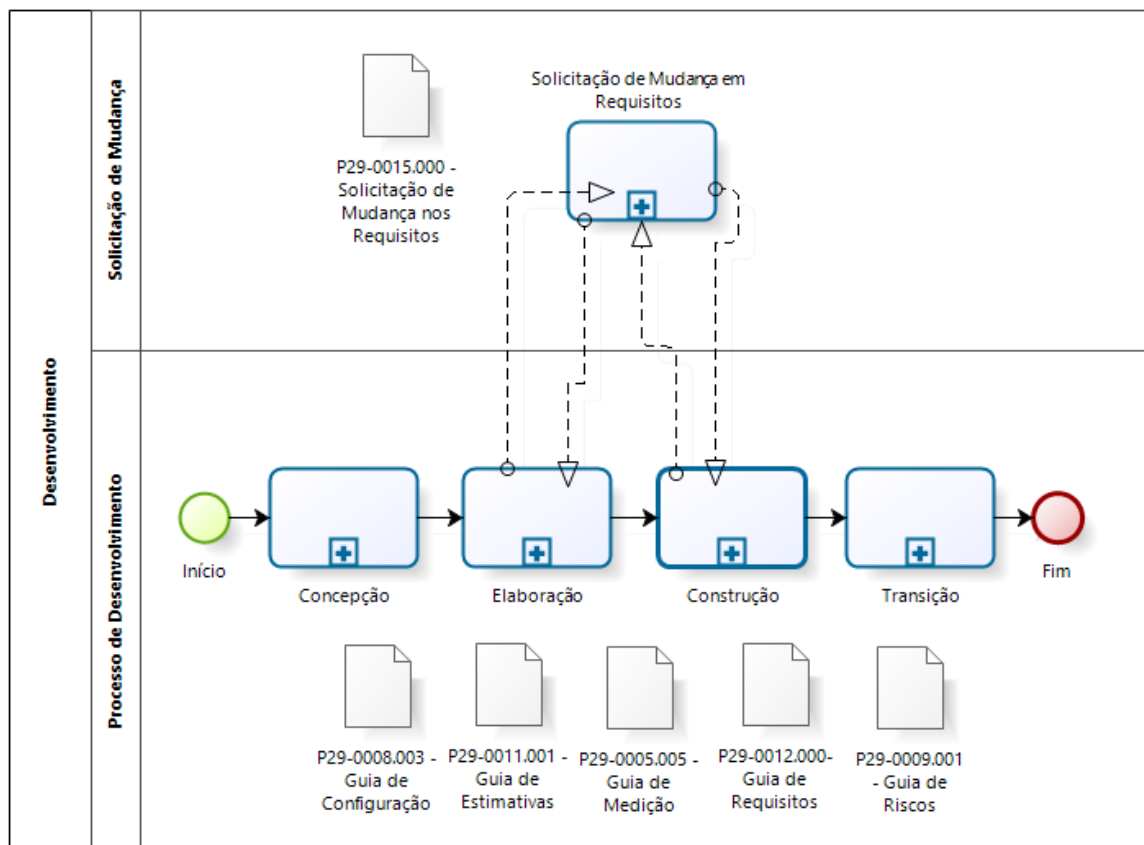 Desenvolvimento
Solicitação de Mudança
P29-0015.000 -
Solicitação de
Mudança nos
Requisitos
Solicitação de Mudança em
Requisitos
Processo de Desenvolvimento
Início
Concepção
Elaboração
Construção
Transição
Fim
P29-0008.003 -
Guia de
Configuração
P29-0011.001 -
Guia de
Estimativas
P29-0005.005 -
Guia de
Medição
P29-0012.000-
Guia de
Requisitos
P29-0009.001
- Guia de
Riscos